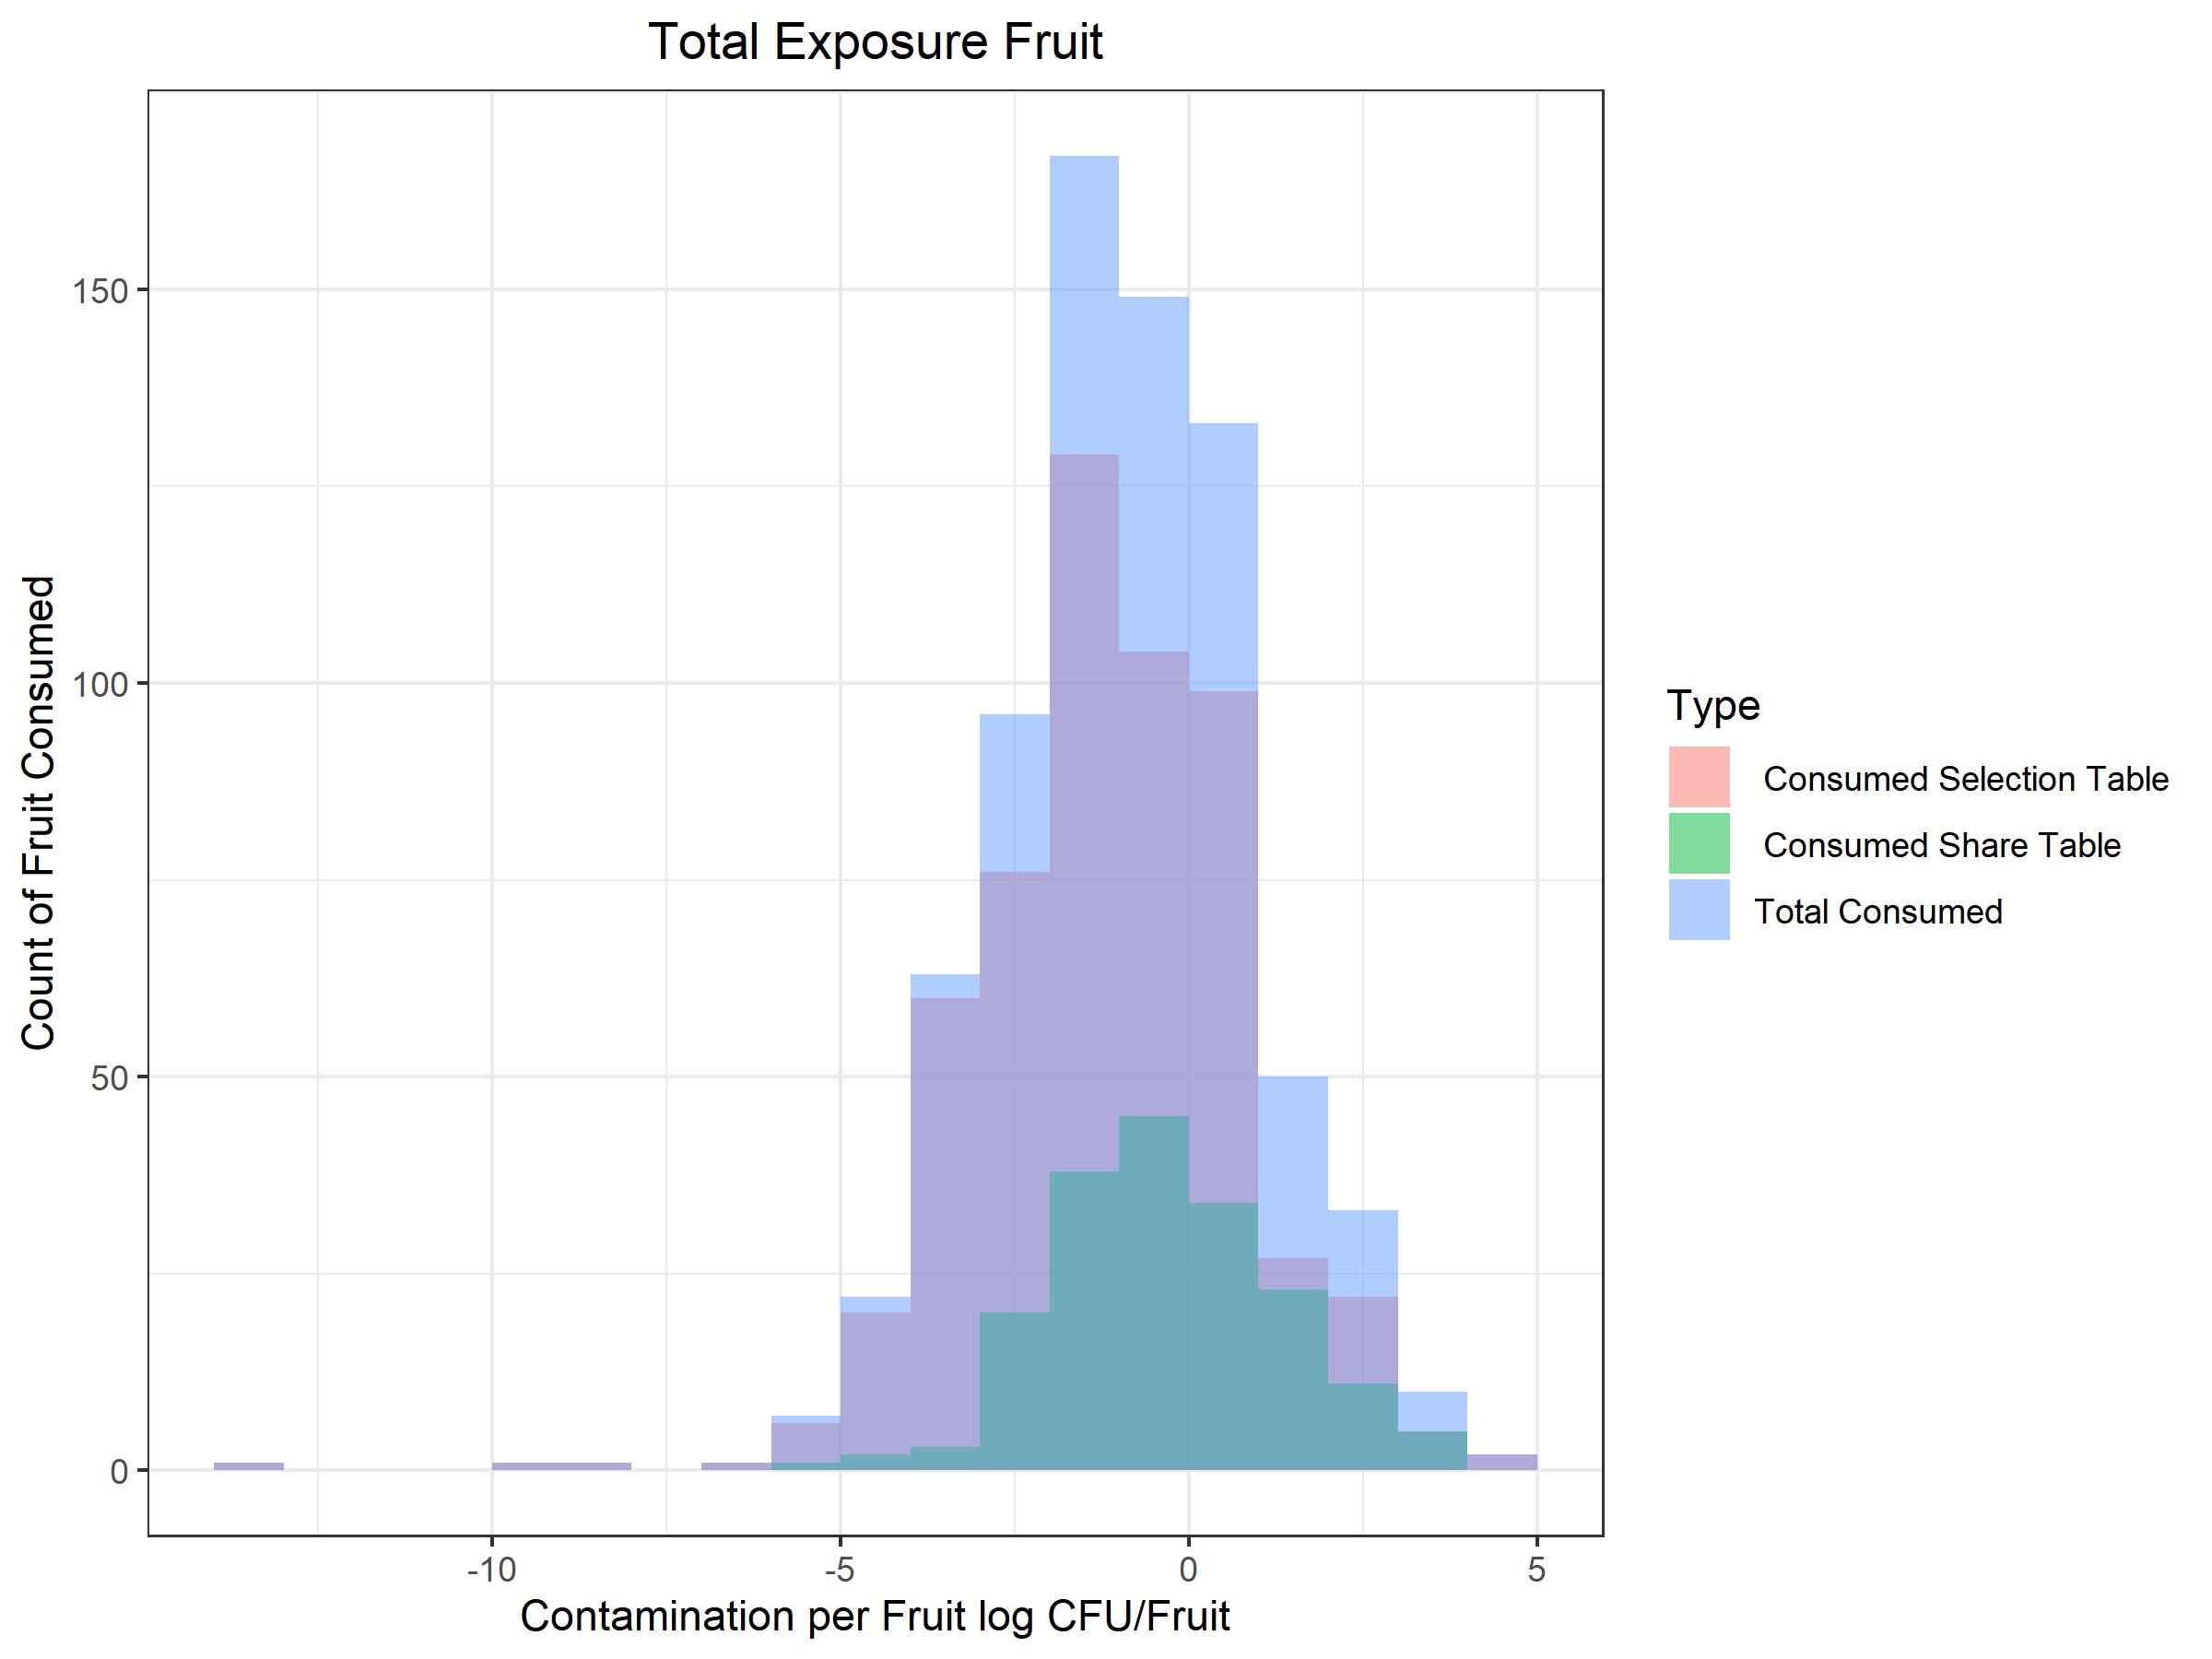 Total Exposure Fruit
Count of Fruit Consumed
150
100
50
0
-10
-5
0
5
Contamination per Fruit log CFU/Fruit
Type
Consumed Selection Table
Consumed Share Table
Total Consumed